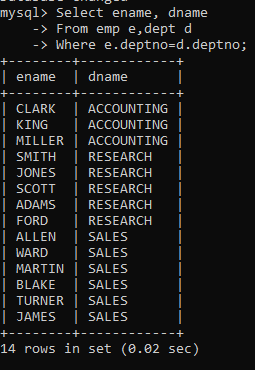 mysql> Select ename, dname
    -> From emp e,dept d
    -> Where e.deptno=d.deptno;
+--------+------------+
| ename  | dname      |
+--------+------------+
| CLARK  | ACCOUNTING |
| KING   | ACCOUNTING |
| MILLER | ACCOUNTING |
| SMITH  | RESEARCH   |
| JONES  | RESEARCH   |
| SCOTT  | RESEARCH   |
| ADAMS  | RESEARCH   |
| FORD   | RESEARCH   |
| ALLEN  | SALES      |
| WARD   | SALES      |
| MARTIN | SALES      |
| BLAKE  | SALES      |
| TURNER | SALES      |
| JAMES  | SALES      |
+--------+------------+
14 rows in set (0.02 sec)